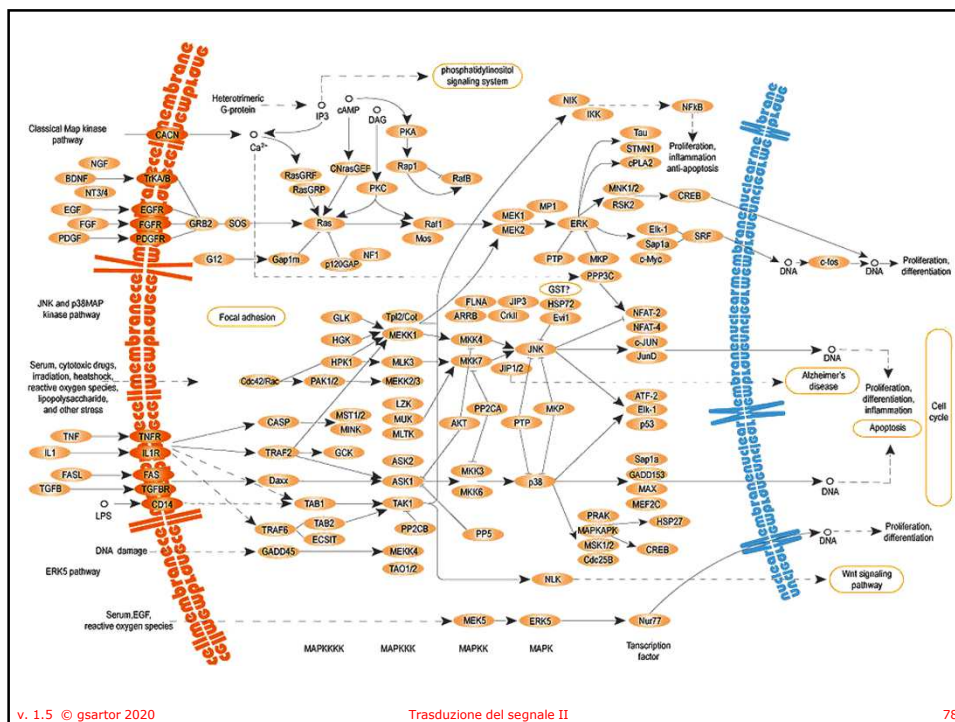 phosphatidylinositol
signaling system
Heterotrimeric
G-protein
IP3
cAMP
DAG
NIK
IKK
NFkB
Classical Map kinase
pathway
CACN
Ca2+
PKA
Proliferation,
inflammation
anti-apoptosis
Tau
STMN1
cPLA2
NGF
BDNF
NT3/4
TrKA/B
RasGRF
RasGRP
CNrasGEF
Rap1
RafB
PKC
MNK1/2
RSK2
CREB
EGF
FGF
PDGF
EGFR
FGFR
PDGFR
GRB2
SOS
Ras
Raf1
Mos
MEK1
MEK2
MP1
ERK
Elk-1
Sap1a
c-Myc
SRF
G12
Gap1m
p120GAP
NF1
PTP
MKP
PPP3C
DNA
c-fos
DNA
Proliferation,
differentiation
JNK and p38MAP
kinase pathway
Focal adhesion
GLK
HGK
HPK1
PAK1/2
Cdc42/Rac
Tpl2/Cot
MEKK1
MLK3
MEKK2/3
FLNA
ARRB
JIP3
CrkII
GST?
HSP72
Evi1
MKK4
MKK7
JNK
JIP1/2
NFAT-2
NFAT-4
c-JUN
JunD
DNA
Alzheimer's
disease
Proliferation,
differentiation,
inflammation
Apoptosis
Cell
cycle
Serum, cytotoxic drugs,
irradiation, heatshock,
reactive oxygen species,
lipopolysaccharide,
and other stress
LZK
MUK
MLTK
CASP
MST1/2
MINK
TRAF2
GCK
AKT
PP2CA
PTP
MKP
ATF-2
Elk-1
p53
TNF
IL1
FASL
TGFB
LPS
TNFR
IL1R
FAS
TGFBR
CD14
Daxx
TAB1
TRAF6
TAB2
ECSIT
GADD45
ASK2
ASK1
TAK1
PP2CB
MEKK4
TAO1/2
MKK3
MKK6
PP5
p38
Sap1a
GADD153
MAX
MEF2C
DNA
PRAK
MAPKAPK
MSK1/2
Cdc25B
HSP27
CREB
DNA
Proliferation,
differentiation
DNA damage
ERK5 pathway
NLK
Wnt signaling
pathway
Serum,EGF,
reactive oxygen species
MEK5
ERK5
Nur77
MAPKKKK
MAPKKK
MAPKK
MAPK
Transcription
factor
v. 1.5 © gsartor 2020
Trasduzione del segnale II
78